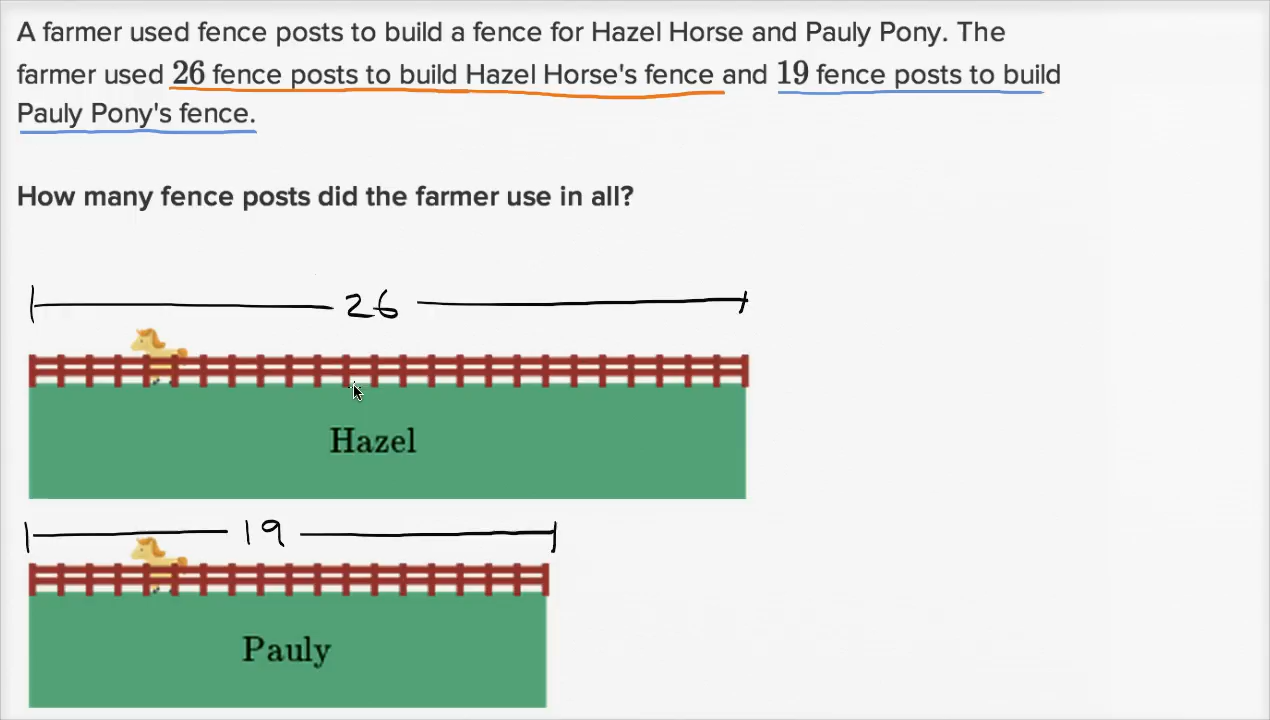 A farmer used fence posts to build a fence for Hazel Horse and Pauly Pony. The
farmer used 26 fence posts to build Hazel Horse's fence and 19 fence posts to build
Pauly Pony's fence.
How many fence posts did the farmer use in all?
26
Hazel
19
Pauly